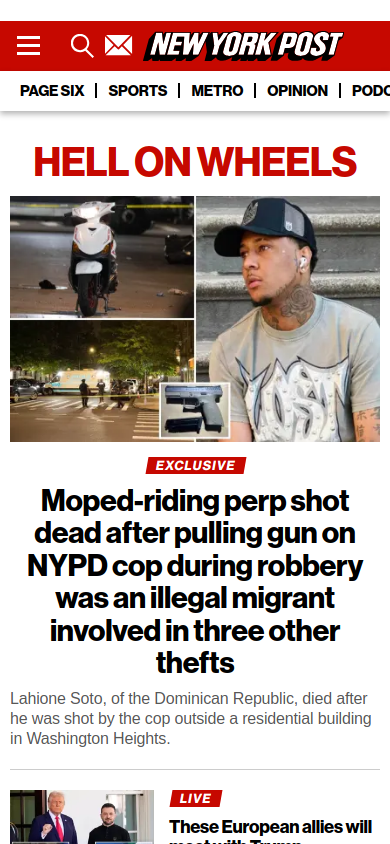 NEW YORK POST
PAGE SIX
SPORTS
METRO
OPINION
PODC
HELL ON WHEELS
EXCLUSIVE
Moped-riding perp shot
dead after pulling gun on
NYPD cop during robbery
was an illegal migrant
involved in three other
thefts
Lahione Soto, of the Dominican Republic, died after
he was shot by the cop outside a residential building
in Washington Heights.
LIVE
These European allies will
meet with Trump